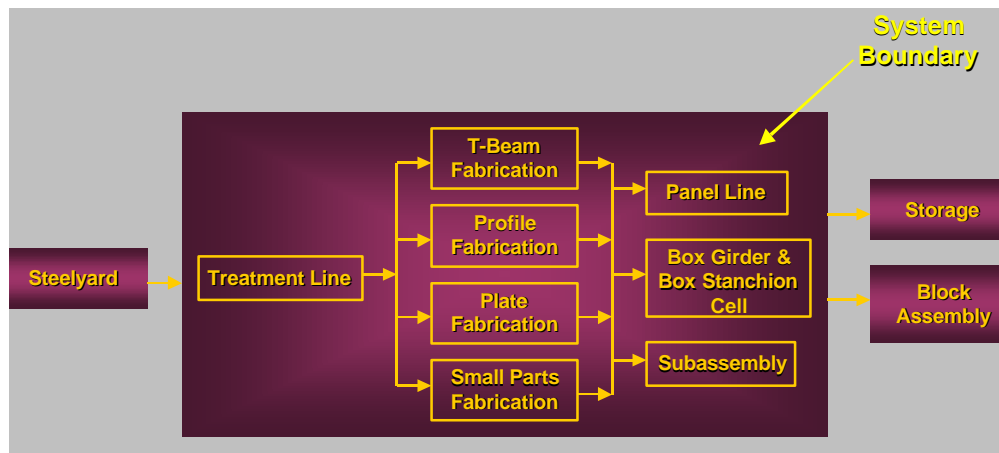 System
Boundary
Steelyard
Treatment Line
T-Beam
Fabrication
Profile
Fabrication
Plate
Fabrication
Small Parts
Fabrication
Panel Line
Box Girder &
Box Stanchion
Cell
Subassembly
Storage
Block
Assembly